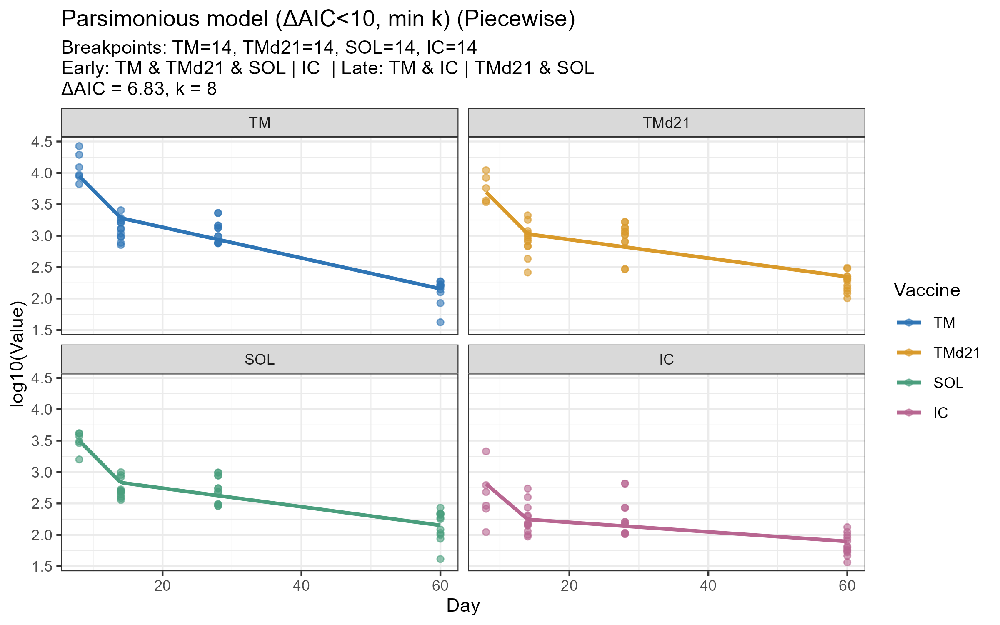 Parsimonious model (ΔAIC<10, min k) (Piecewise)
Breakpoints: TM=14, TMd21=14, SOL=14, IC=14
Early: TM & TMd21 & SOL | IC  | Late: TM & IC | TMd21 & SOL
ΔAIC = 6.83, k = 8
TM
TMd21
4.5
4.0
3.5
3.0
2.5
2.0
1.5
SOL
IC
4.5
4.0
3.5
3.0
2.5
2.0
1.5
20
40
60
20
40
60
Day
log10(Value)
Vaccine
TM
TMd21
SOL
IC